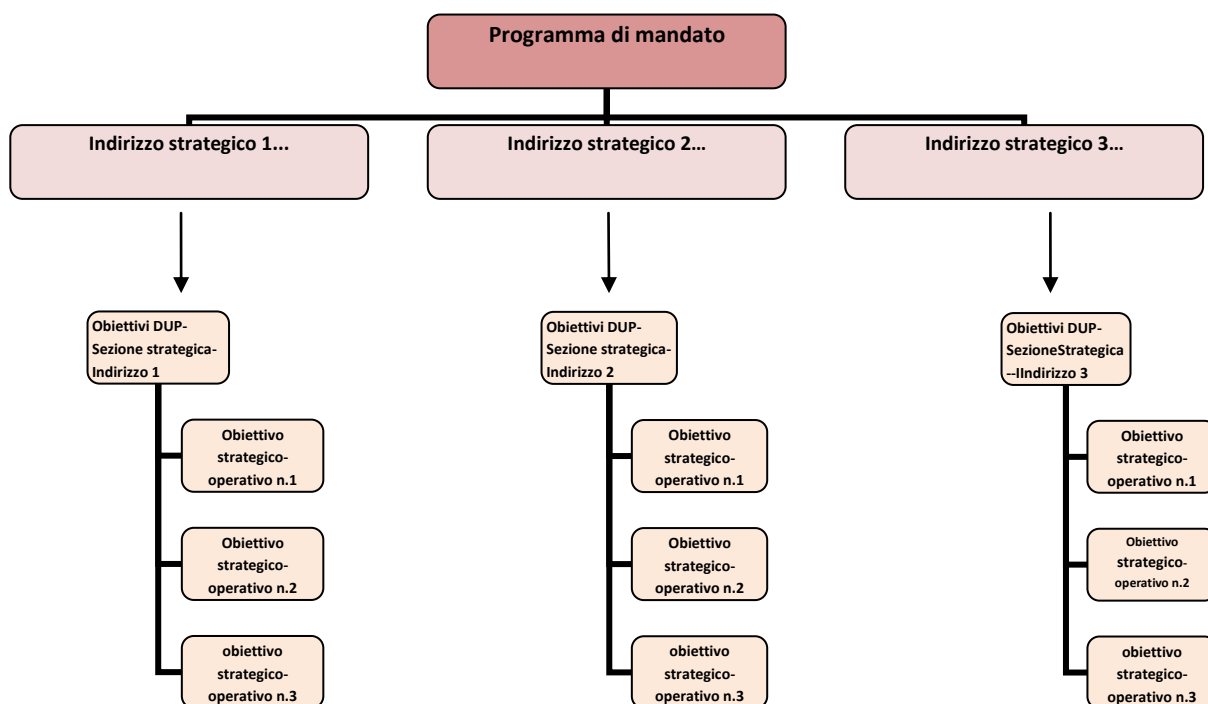 Programma di mandato
Indirizzo strategico 1...
Indirizzo strategico 2...
Indirizzo strategico 3...
Obiettivi DUP-
Sezione strategica-
Indirizzo 1
Obiettivo
strategico-
operativo n.1
Obiettivo
strategico-
operativo n.2
obiettivo
strategico-
operativo n.3
Obiettivi DUP-
Sezione strategica-
Indirizzo 2
Obiettivo
strategico-
operativo n.1
Obiettivo
strategico-
operativo n.2
obiettivo
strategico-
operativo n.3
Obiettivi DUP-
SezioneStrategica
--IIndirizzo 3
Obiettivo
strategico-
operativo n.1
Obiettivo
strategico-
operativo n.2
obiettivo
strategico-
operativo n.3